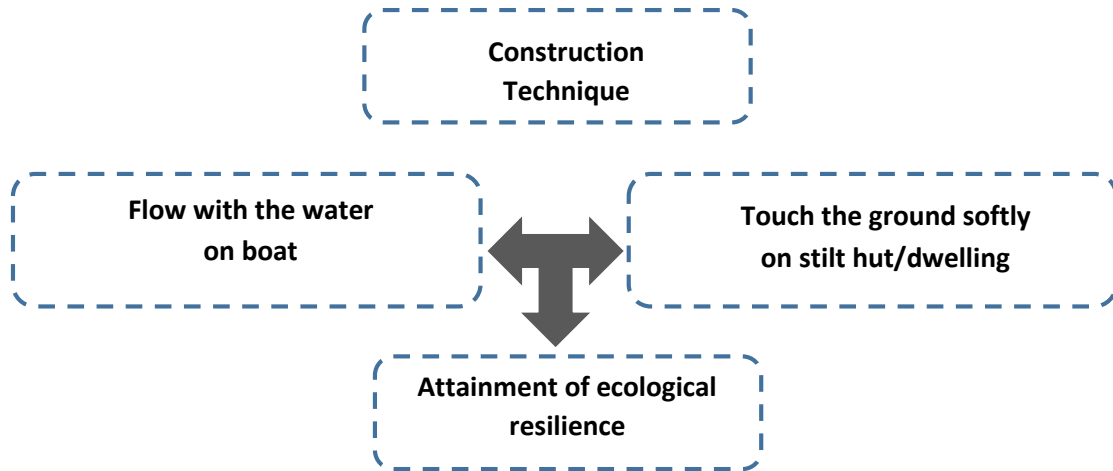 Construction
Technique
Flow with the water
on boat
Touch the ground softly
on stilt hut/dwelling
Attainment of ecological
resilience